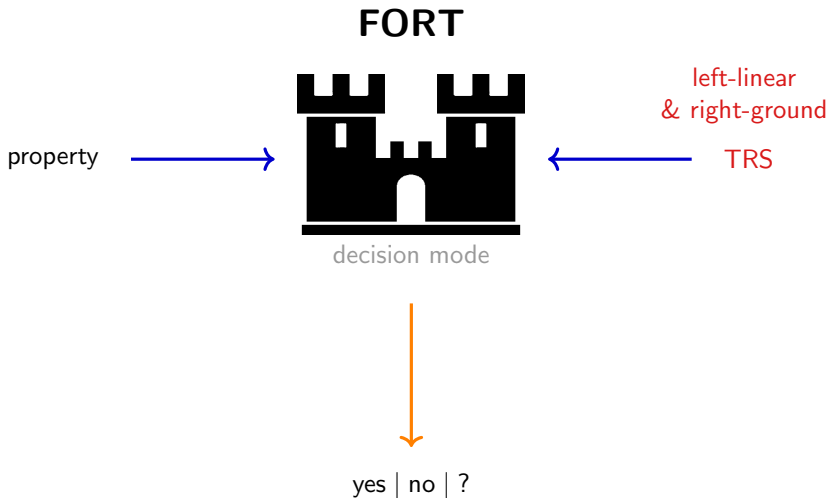 FORT
left-linear
& right-ground
property
TRS
decision mode
yes | no | ?